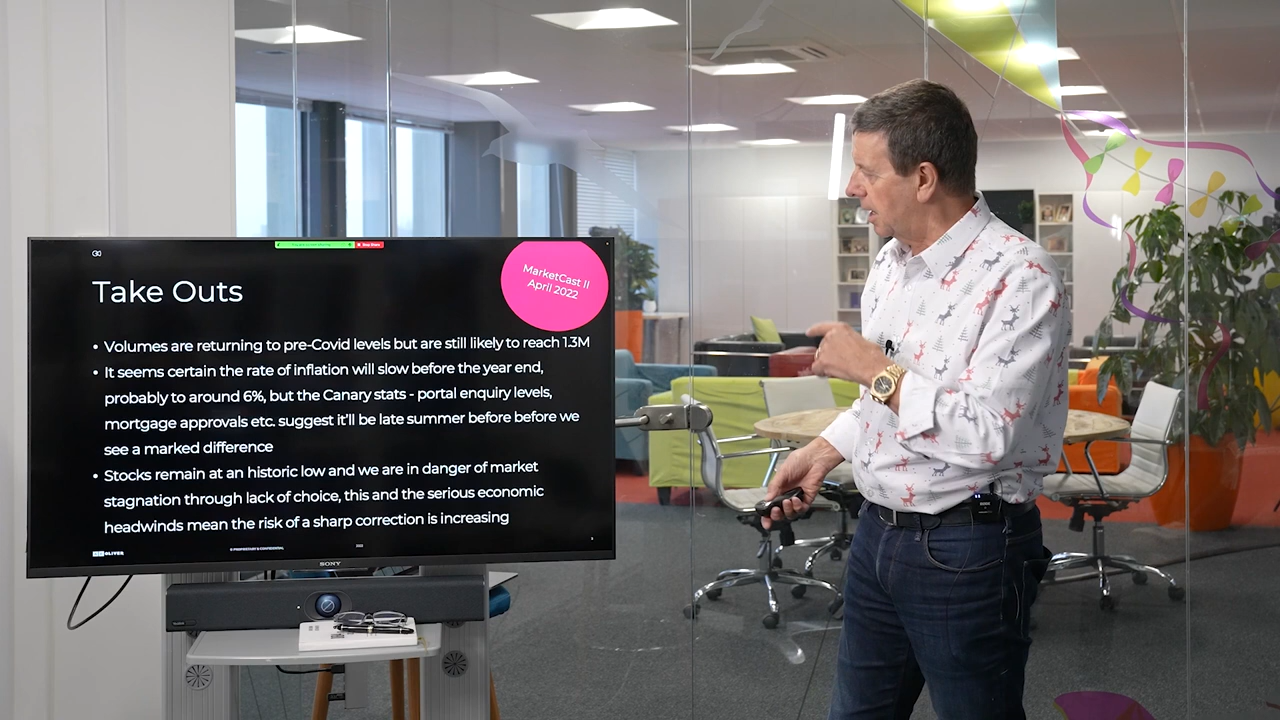 MarketCast II
April 2022
Take Outs
• Volumes are returning to pre-Covid levels but are still likely to reach 1.3M
• It seems certain the rate of inflation will slow before the year end,
probably to around 6%, but the Canary stats - portal enquiry levels,
mortgage approvals etc. suggest it'll be late summer before before we
see a marked difference
• Stocks remain at an historic low and we are in danger of market
stagnation through lack of choice, this and the serious economic
headwinds mean the risk of a sharp correction is increasing
OLIVER
© PROPRIETARY & CONFIDENTIAL
SONY